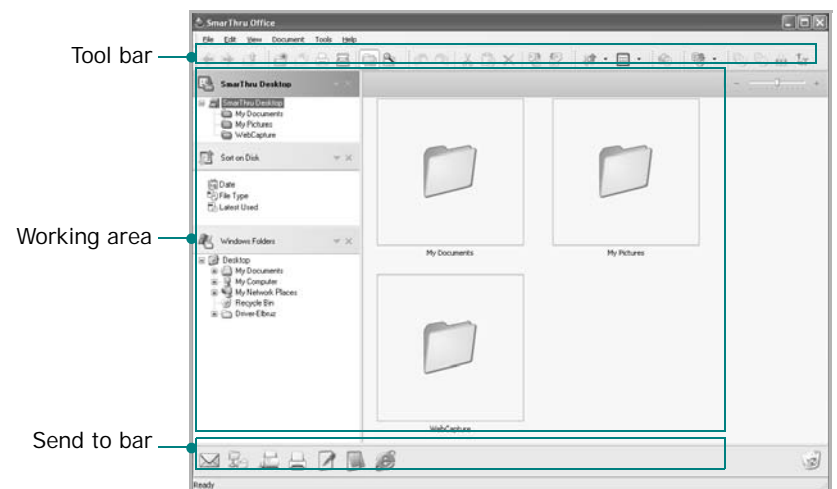 SmarThru Office
File Edit View Document Tools Help
Tool bar
SmarThru Desktop
SmarThru Desktop
My Documents
My Pictures
WebCapture
Sort on Disk
Date
File Type
Latest Used
Working area
Windows Folders
Desktop
My Documents
My Computer
My Network Places
Recycle Bin
Driver-Elbruz
My Documents
My Pictures
WebCapture
Send to bar
Ready